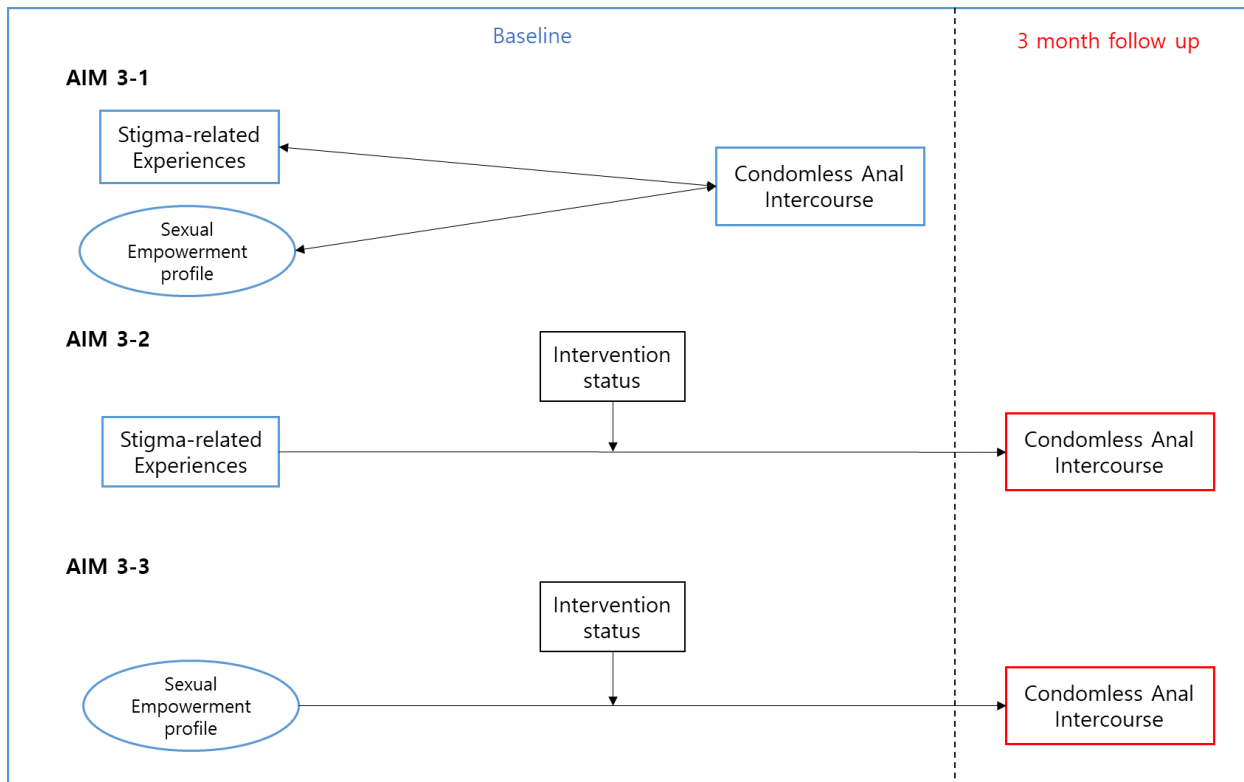 Baseline
3 month follow up
AIM 3-1
Stigma-related
Experiences
Condomless Anal
Intercourse
Sexual
Empowerment
profile
AIM 3-2
Intervention
status
Stigma-related
Experiences
Condomless Anal
Intercourse
AIM 3-3
Intervention
status
Sexual
Empowerment
profile
Condomless Anal
Intercourse